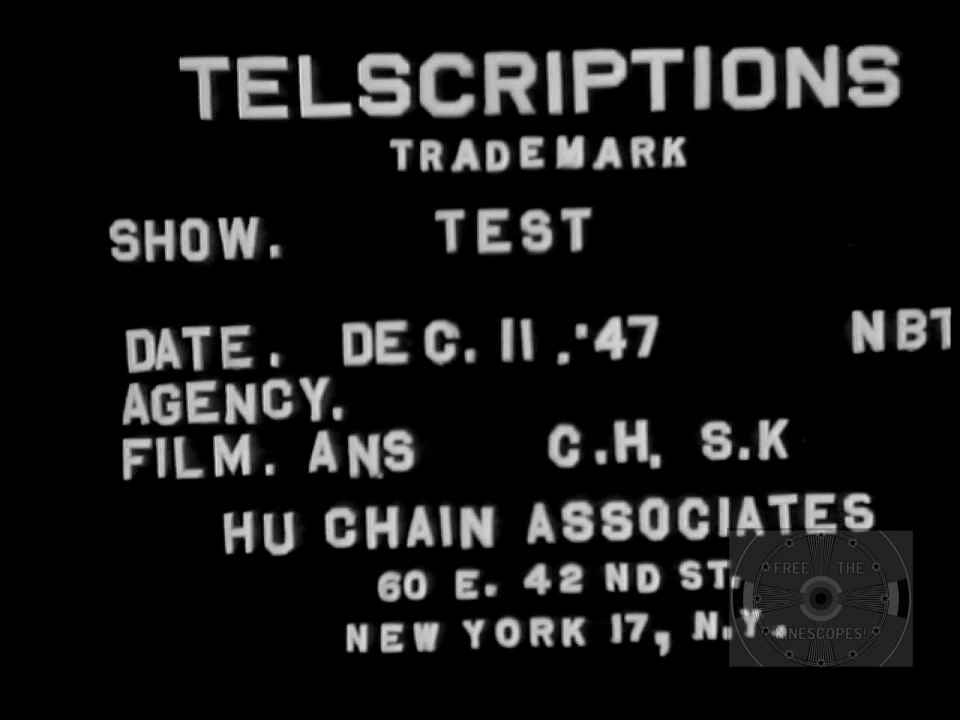 TELSCRIPTIONS
TRADEMARK
SHOW. TEST
DATE. DEC. 11 ,'47 NBT
AGENCY.
FILM. ANS C.H. S.K
HU CHAIN ASSOCIATES
60 E. 42 ND ST.
NEW YORK 17, N.Y.
FREE THE
KINESCOPES!